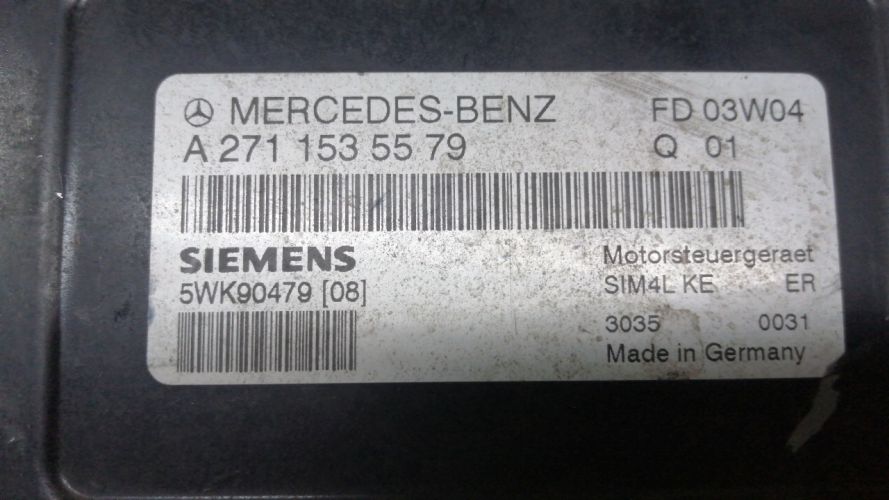 MERCEDES-BENZ FD 03W04
A 271 153 55 79 Q 01
SIEMENS
5WK90479 [08]
Motorsteuergeraet
SIM4L KE ER
3035 0031
Made in Germany